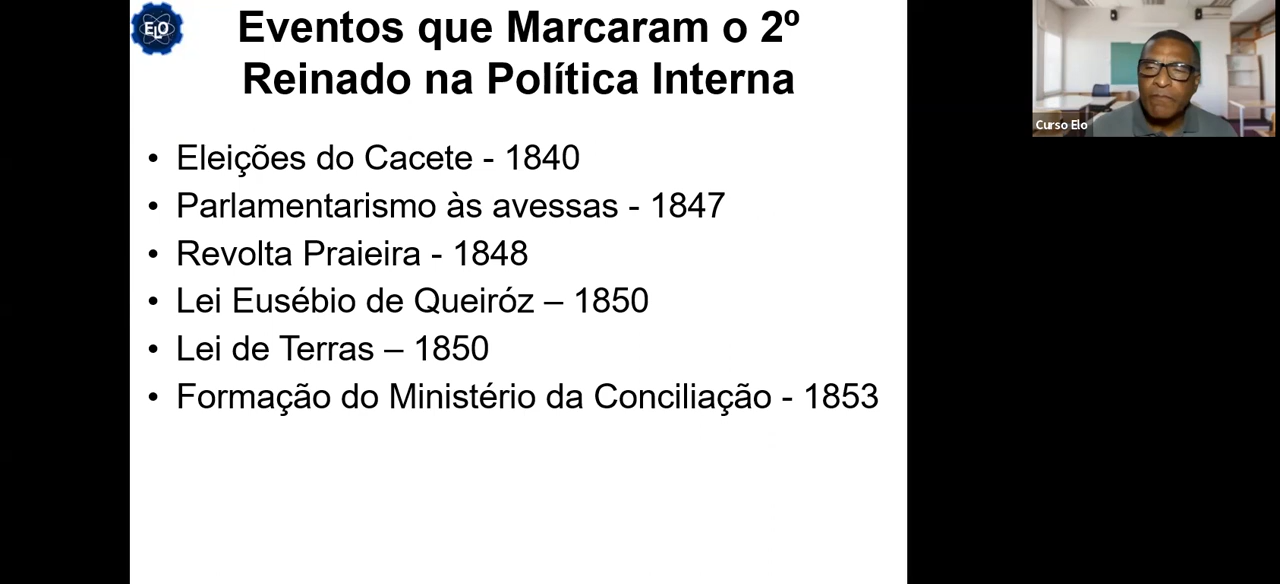 ELO
Eventos que Marcaram o 2º
Reinado na Política Interna
• Eleições do Cacete - 1840
• Parlamentarismo às avessas - 1847
• Revolta Praieira - 1848
• Lei Eusébio de Queiróz – 1850
• Lei de Terras – 1850
• Formação do Ministério da Conciliação - 1853
Curso Elo